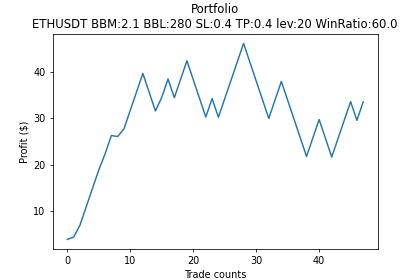 Portfolio
ETHUSDT BBM:2.1 BBL:280 SL:0.4 TP:0.4 lev:20 WinRatio:60.0
40
30
20
10
Profit ($)
0 10 20 30 40
Trade counts